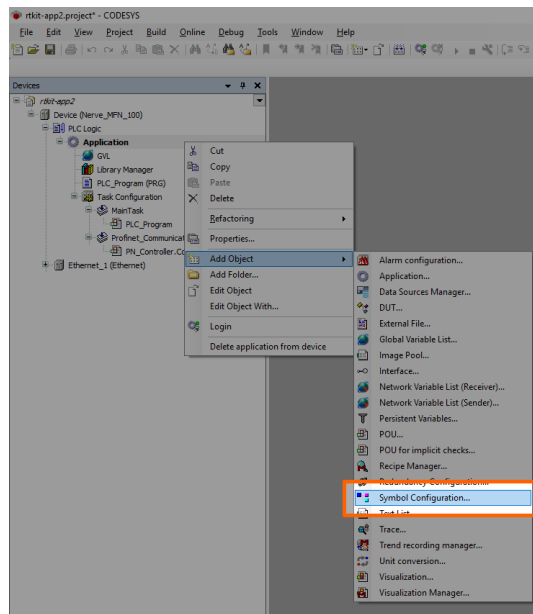 rtkit-app2.project* - CODESYS
File Edit View Project Build Online Debug Tools Window Help
Devices
rtkit-app2
Device (Nerve_MFN_100)
PLC Logic
Application
GVL
Library Manager
PLC_Program (PRG)
Task Configuration
MainTask
PLC_Program
Profinet_Communicat
PN_Controller.Co
Ethernet_1 (Ethernet)
Cut
Copy
Paste
Delete
Refactoring
Properties...
Add Object
Add Folder...
Edit Object
Edit Object With...
Login
Delete application from device
Alarm configuration...
Application...
Data Sources Manager...
DUT...
External File...
Global Variable List...
Image Pool...
Interface...
Network Variable List (Receiver)...
Network Variable List (Sender)...
Persistent Variables...
POU...
POU for implicit checks...
Recipe Manager...
Redundancy Configuration...
Symbol Configuration...
Text List...
Trace...
Trend recording manager...
Unit conversion...
Visualization...
Visualization Manager...